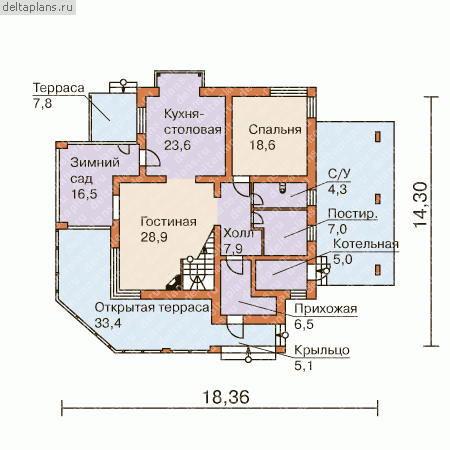 deltaplans.ru
Терраса
7,8
Кухня-
столовая
23,6
Спальня
18,6
Зимний
сад
16,5
С/У
4,3
Гостиная
28,9
Постир.
7,0
Холл
7,9
Котельная
5,0
Открытая терраса
33,4
Прихожая
6,5
Крыльцо
5,1
14,30
18,36